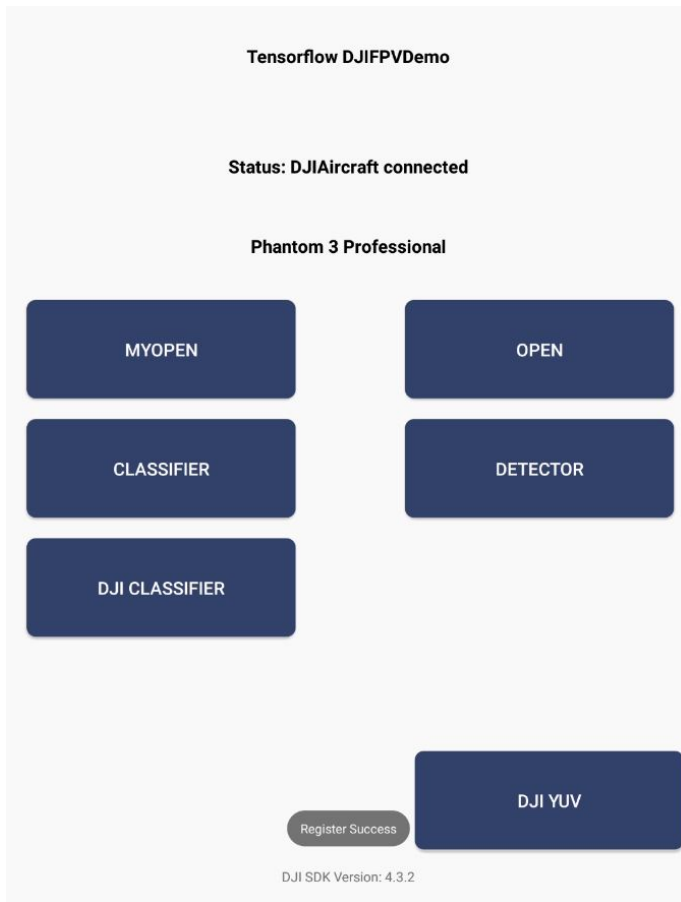 Tensorflow DJIFPVDemo
Status: DJIAircraft connected
Phantom 3 Professional
MYOPEN
OPEN
CLASSIFIER
DETECTOR
DJI CLASSIFIER
DJI YUV
Register Success
DJI SDK Version: 4.3.2